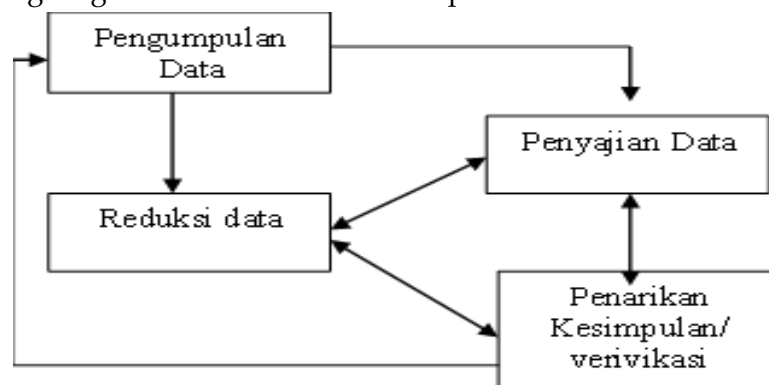 Pengumpulan
Data
Penyajian Data
Reduksi data
Penarikan
Kesimpulan/
verivikasi